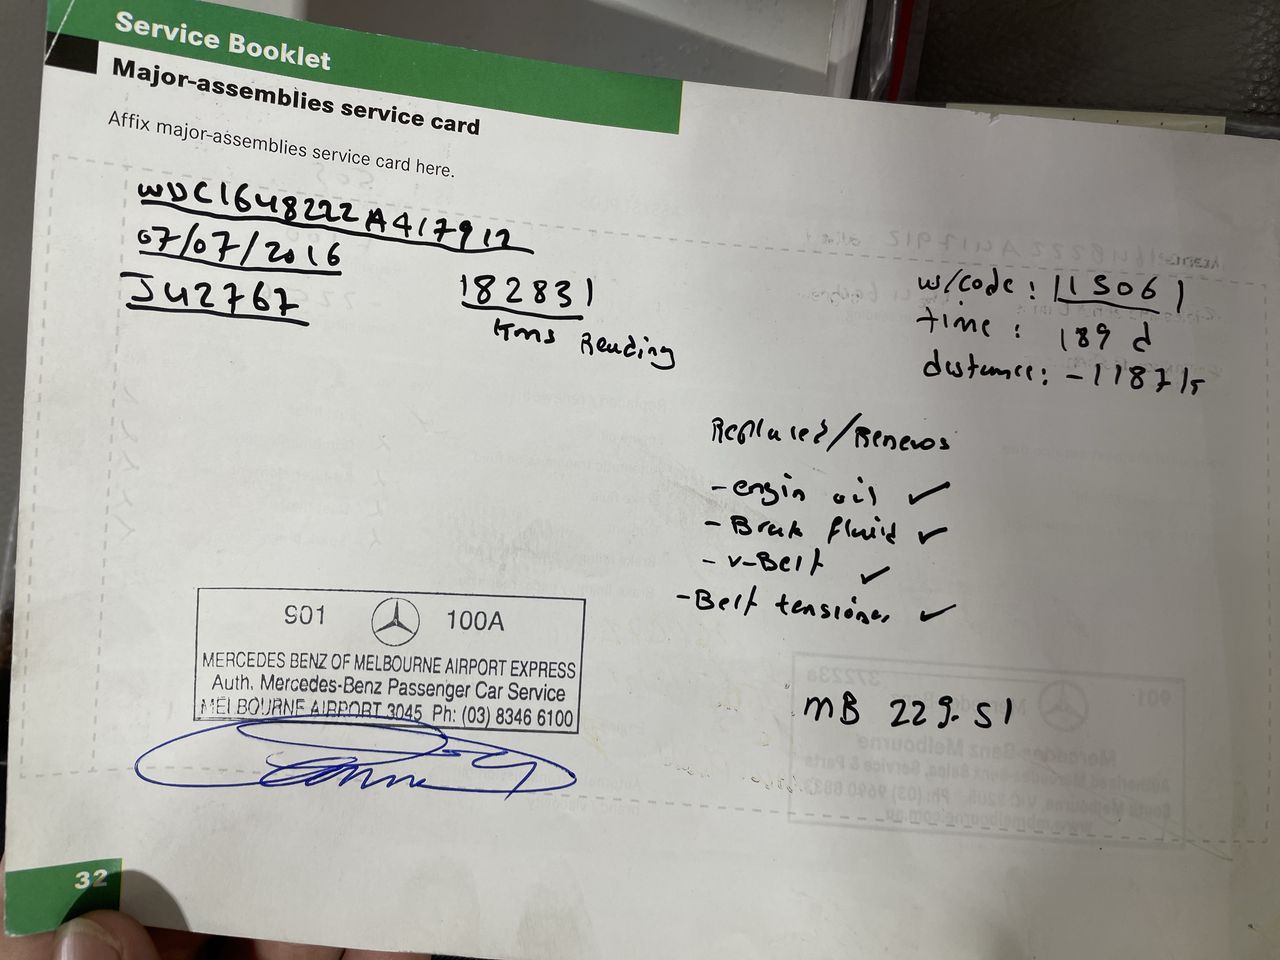 Service Booklet
Major-assemblies service card
Affix major-assemblies service card here.
WDC1648222A417912
07/07/2016
JU2767
182831
Kms Reading
w/code : 115061
time : 189 d
distance: -11871
Replaced/Renewed
- engin oil ✓
- Brak fluid ✓
- v-Belt ✓
- Belt tensioner ✓
MB 229.51
901 100A
MERCEDES BENZ OF MELBOURNE AIRPORT EXPRESS
Auth. Mercedes-Benz Passenger Car Service
MELBOURNE AIRPORT 3045 Ph: (03) 8346 6100
32